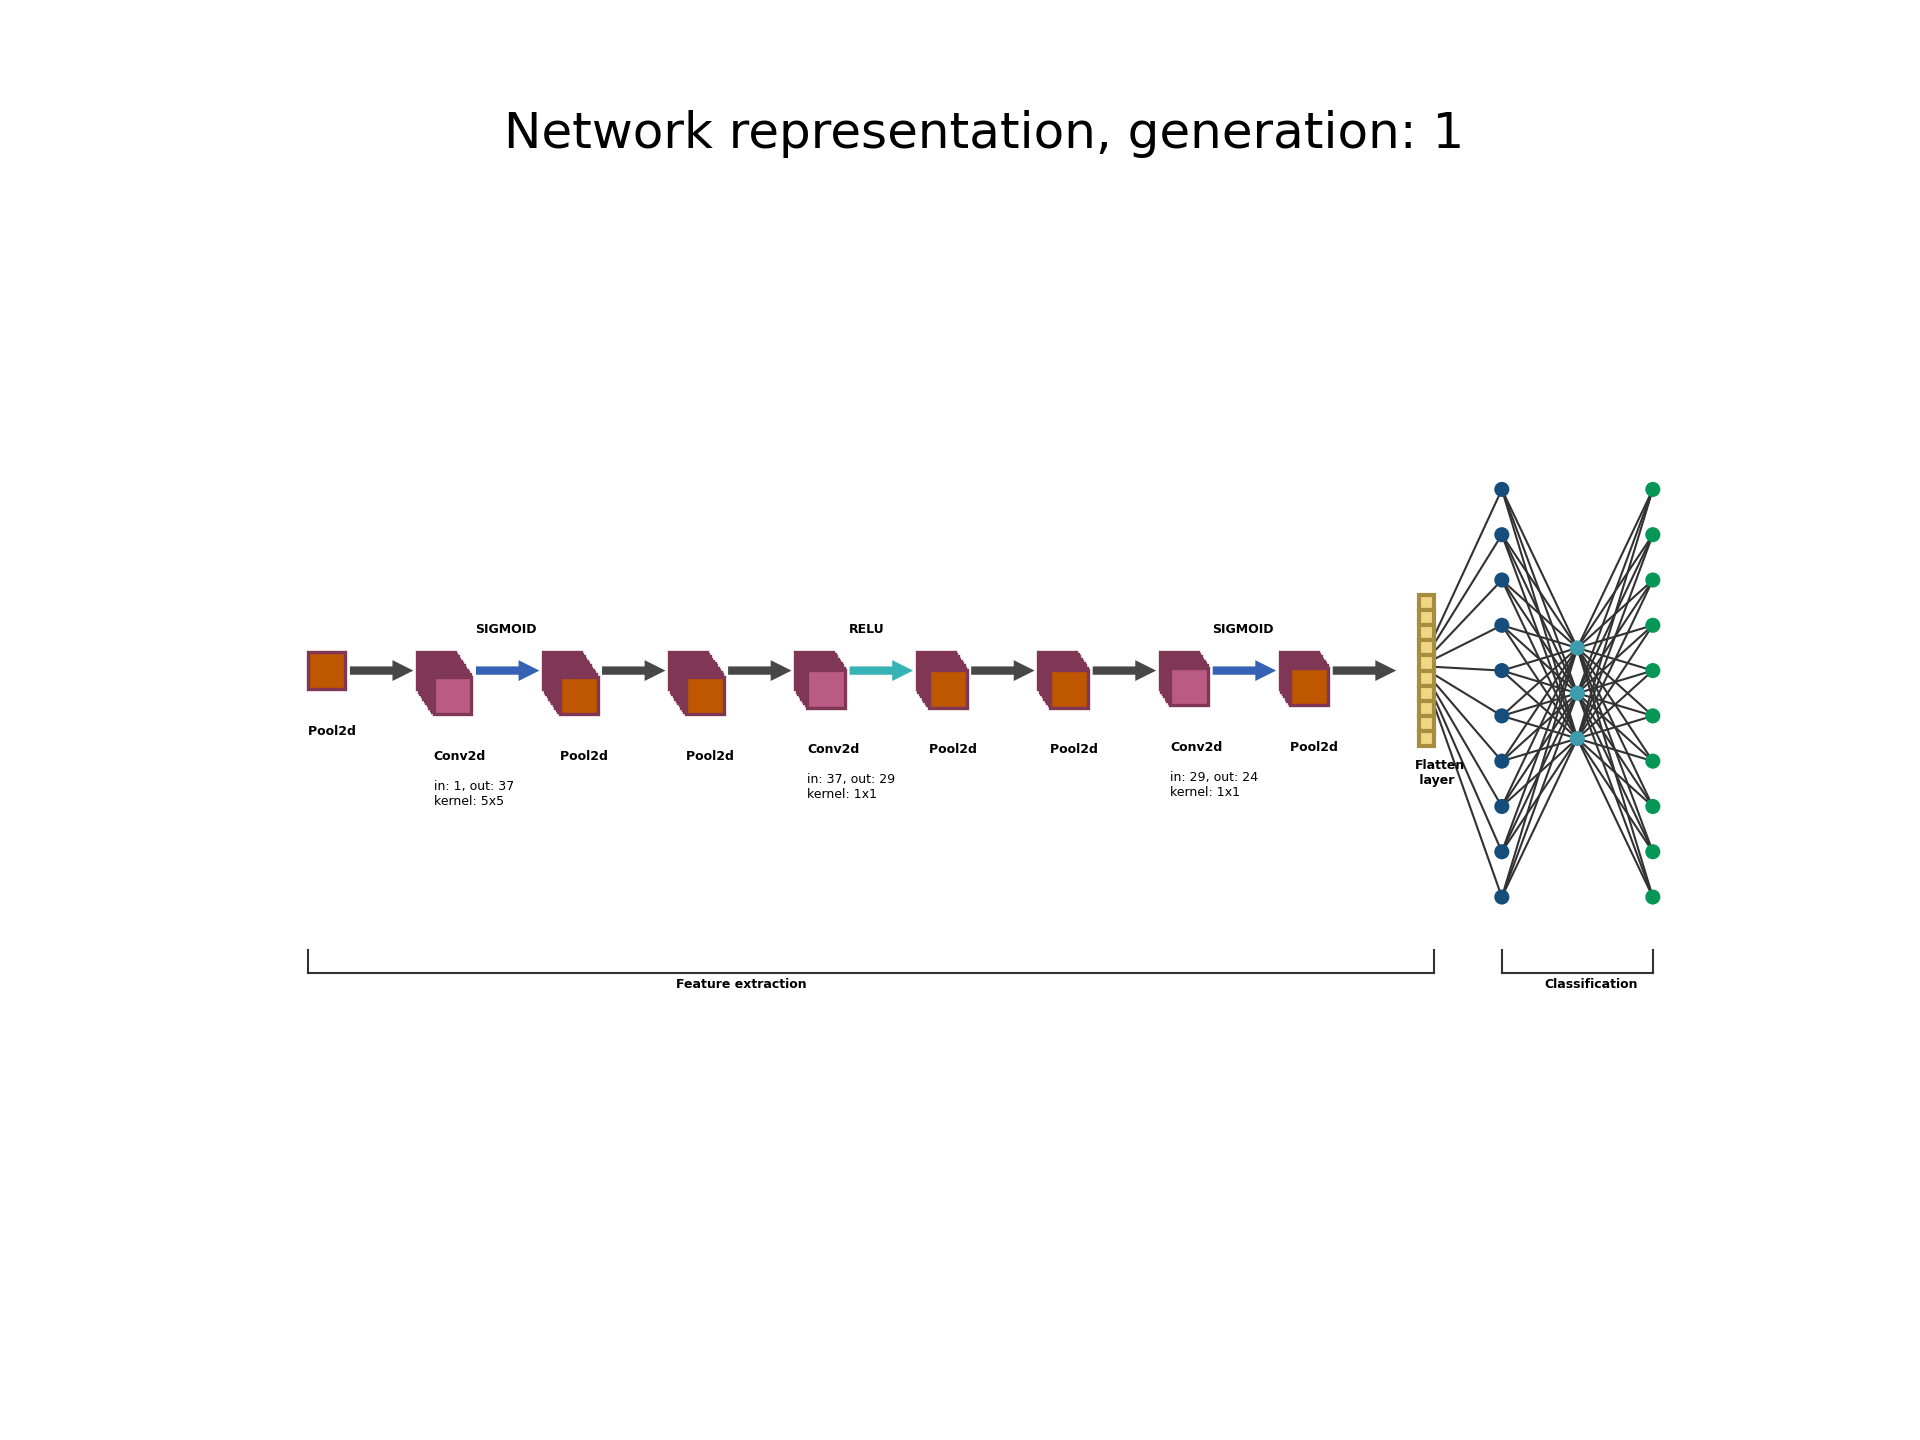 Network representation, generation: 1
SIGMOID
RELU
SIGMOID
Pool2d
Conv2d
in: 1, out: 37
kernel: 5x5
Pool2d
Pool2d
Conv2d
in: 37, out: 29
kernel: 1x1
Pool2d
Pool2d
Conv2d
in: 29, out: 24
kernel: 1x1
Pool2d
Flatten
layer
Feature extraction
Classification